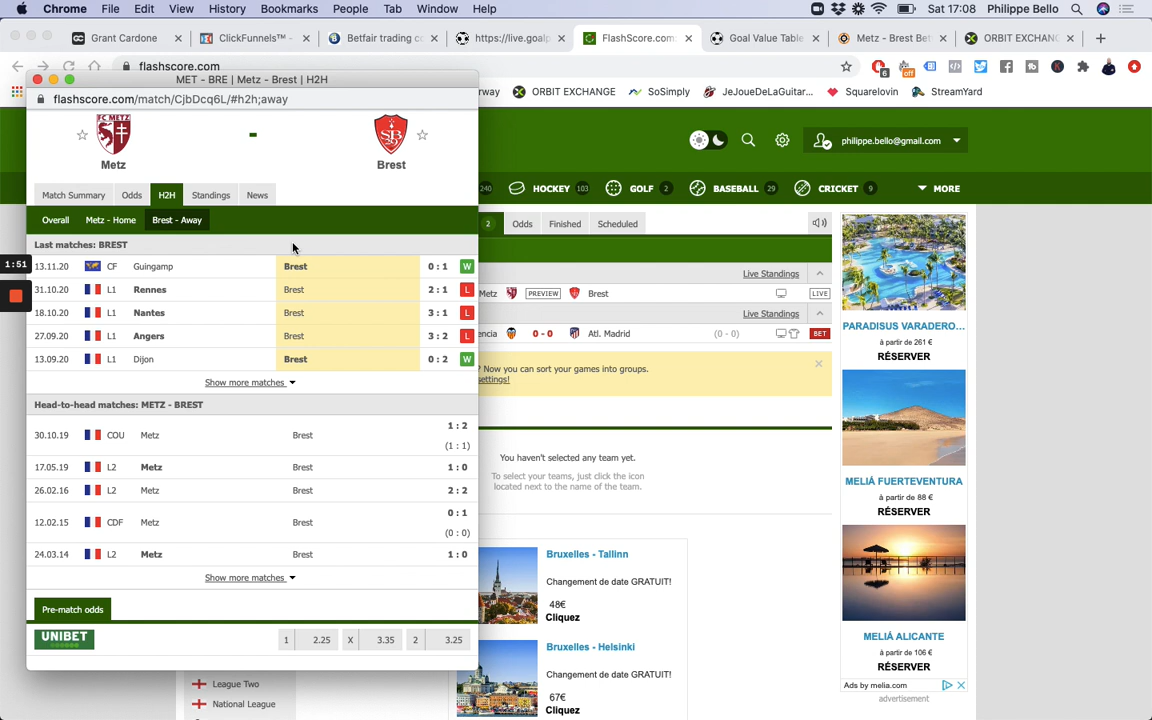 Chrome File Edit View History Bookmarks People Tab Window Help Sat 17:08 Philippe Bello
Grant Cardone
ClickFunnels™ -
Betfair trading co
https://live.goalp
FlashScore.com:
Goal Value Table
Metz - Brest Bet
ORBIT EXCHANG
flashscore.com
6
off
rway ORBIT EXCHANGE SoSimply JeJoueDeLaGuitar... Squarelovin StreamYard
MET - BRE | Metz - Brest | H2H
flashscore.com/match/CjbDcq6L/#h2h;away
FC METZ
SB
29
-
Metz
Brest
Match Summary Odds H2H Standings News
Overall Metz - Home Brest - Away
Last matches: BREST
13.11.20 CF Guingamp Brest 0 : 1 W
31.10.20 L1 Rennes Brest 2 : 1 L
18.10.20 L1 Nantes Brest 3 : 1 L
27.09.20 L1 Angers Brest 3 : 2 L
13.09.20 L1 Dijon Brest 0 : 2 W
Show more matches
Head-to-head matches: METZ - BREST
30.10.19 COU Metz Brest 1 : 2
(1 : 1)
17.05.19 L2 Metz Brest 1 : 0
26.02.16 L2 Metz Brest 2 : 2
12.02.15 CDF Metz Brest 0 : 1
(0 : 0)
24.03.14 L2 Metz Brest 1 : 0
Show more matches
Pre-match odds
UNIBET 1 2.25 X 3.35 2 3.25
1:51
philippe.bello@gmail.com
240 HOCKEY 103 GOLF 2 BASEBALL 29 CRICKET 9 MORE
2 Odds Finished Scheduled
Live Standings
Metz PREVIEW Brest LIVE
Live Standings
encia 0 - 0 Atl. Madrid (0 - 0) BET
? Now you can sort your games into groups.
settings!
You haven't selected any team yet.
To select your teams, just click the icon
located next to the name of the team.
Bruxelles - Tallinn
Changement de date GRATUIT!
48€
Cliquez
Bruxelles - Helsinki
Changement de date GRATUIT!
67€
Cliquez
League Two
National League
PARADISUS VARADERO...
à partir de 261 €
RÉSERVER
MELIÁ FUERTEVENTURA
à partir de 88 €
RÉSERVER
MELIÁ ALICANTE
à partir de 106 €
RÉSERVER
Ads by melia.com
advertisement